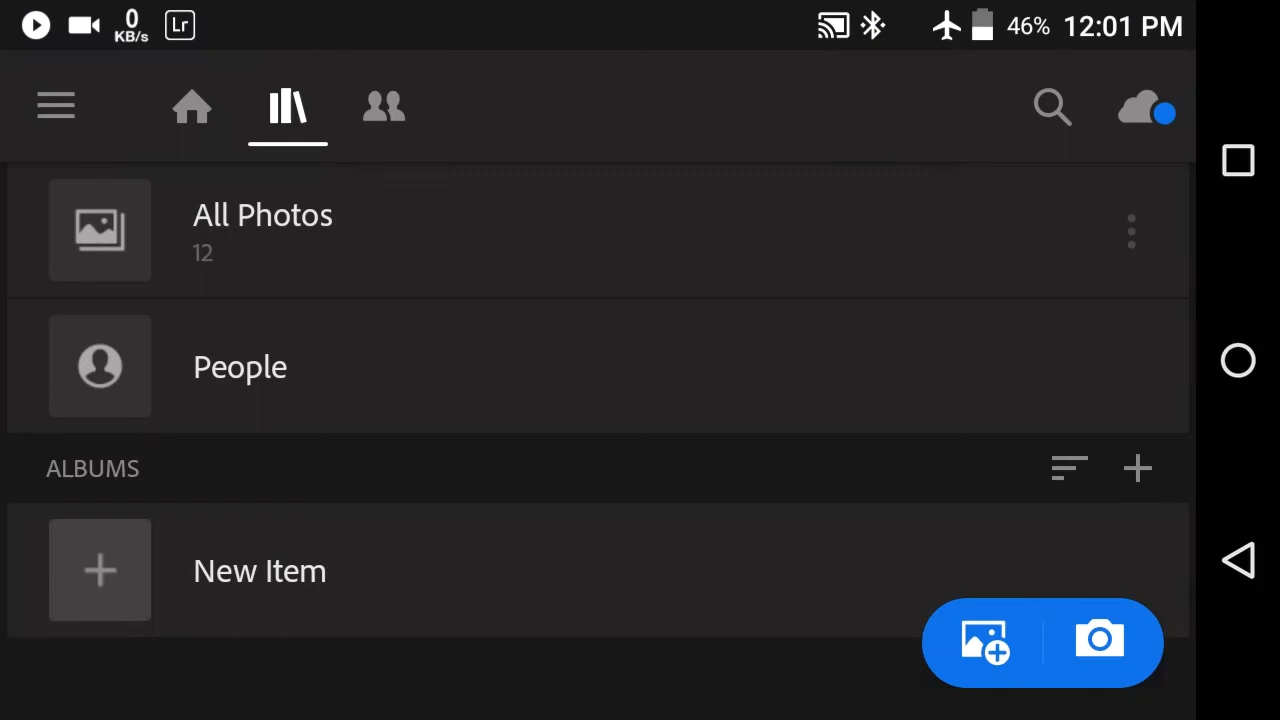 0
KB/s
Lr
46% 12:01 PM
All Photos
12
People
ALBUMS
New Item